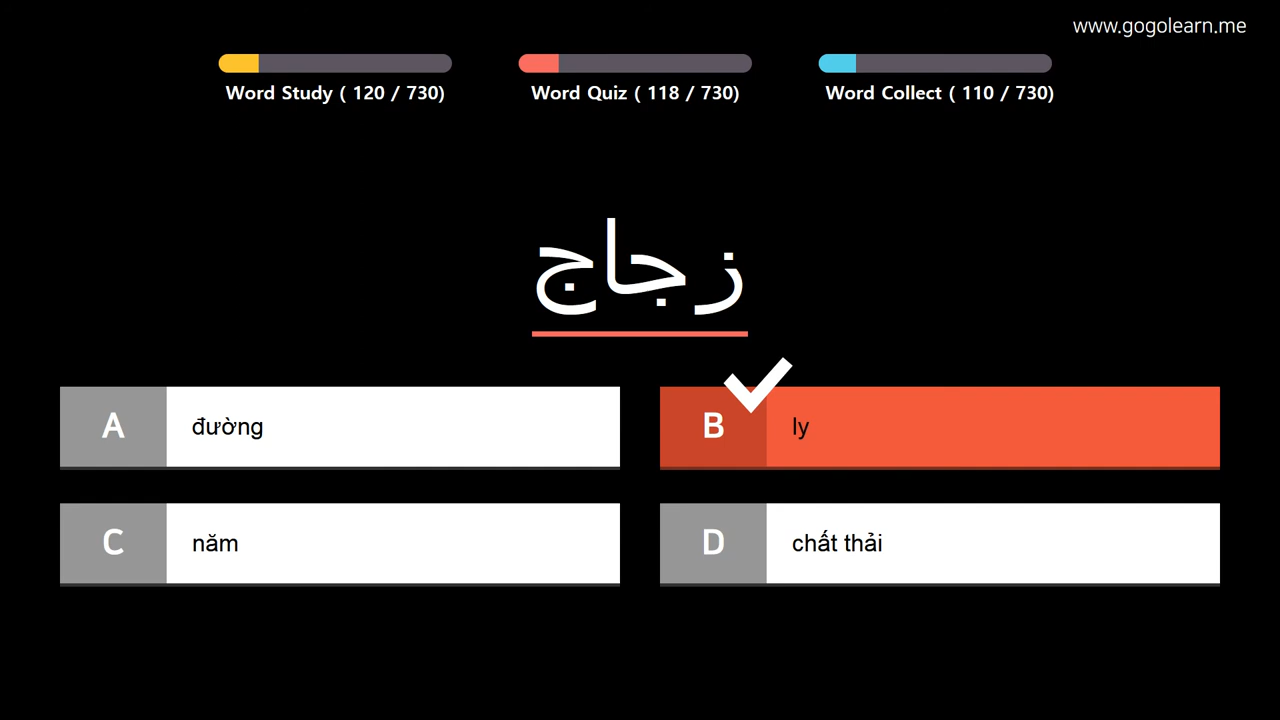 www.gogolearn.me
Word Study ( 120 / 730)
Word Quiz ( 118 / 730)
Word Collect ( 110 / 730)
زجاج
A đường
B ly
C năm
D chất thải